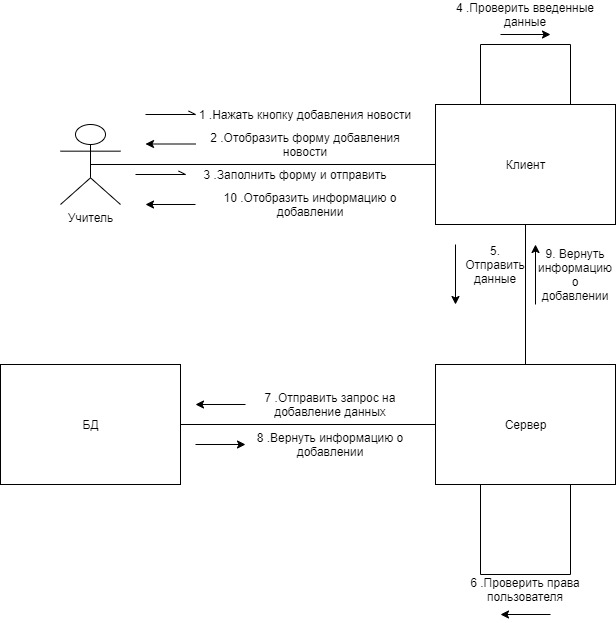 4 .Проверить введенные
данные
1 .Нажать кнопку добавления новости
2 .Отобразить форму добавления
новости
3 .Заполнить форму и отправить
10 .Отобразить информацию о
добавлении
Учитель
Клиент
5.
Отправить
данные
9. Вернуть
информацию
о
добавлении
7 .Отправить запрос на
добавление данных
8 .Вернуть информацию о
добавлении
БД
Сервер
6 .Проверить права
пользователя